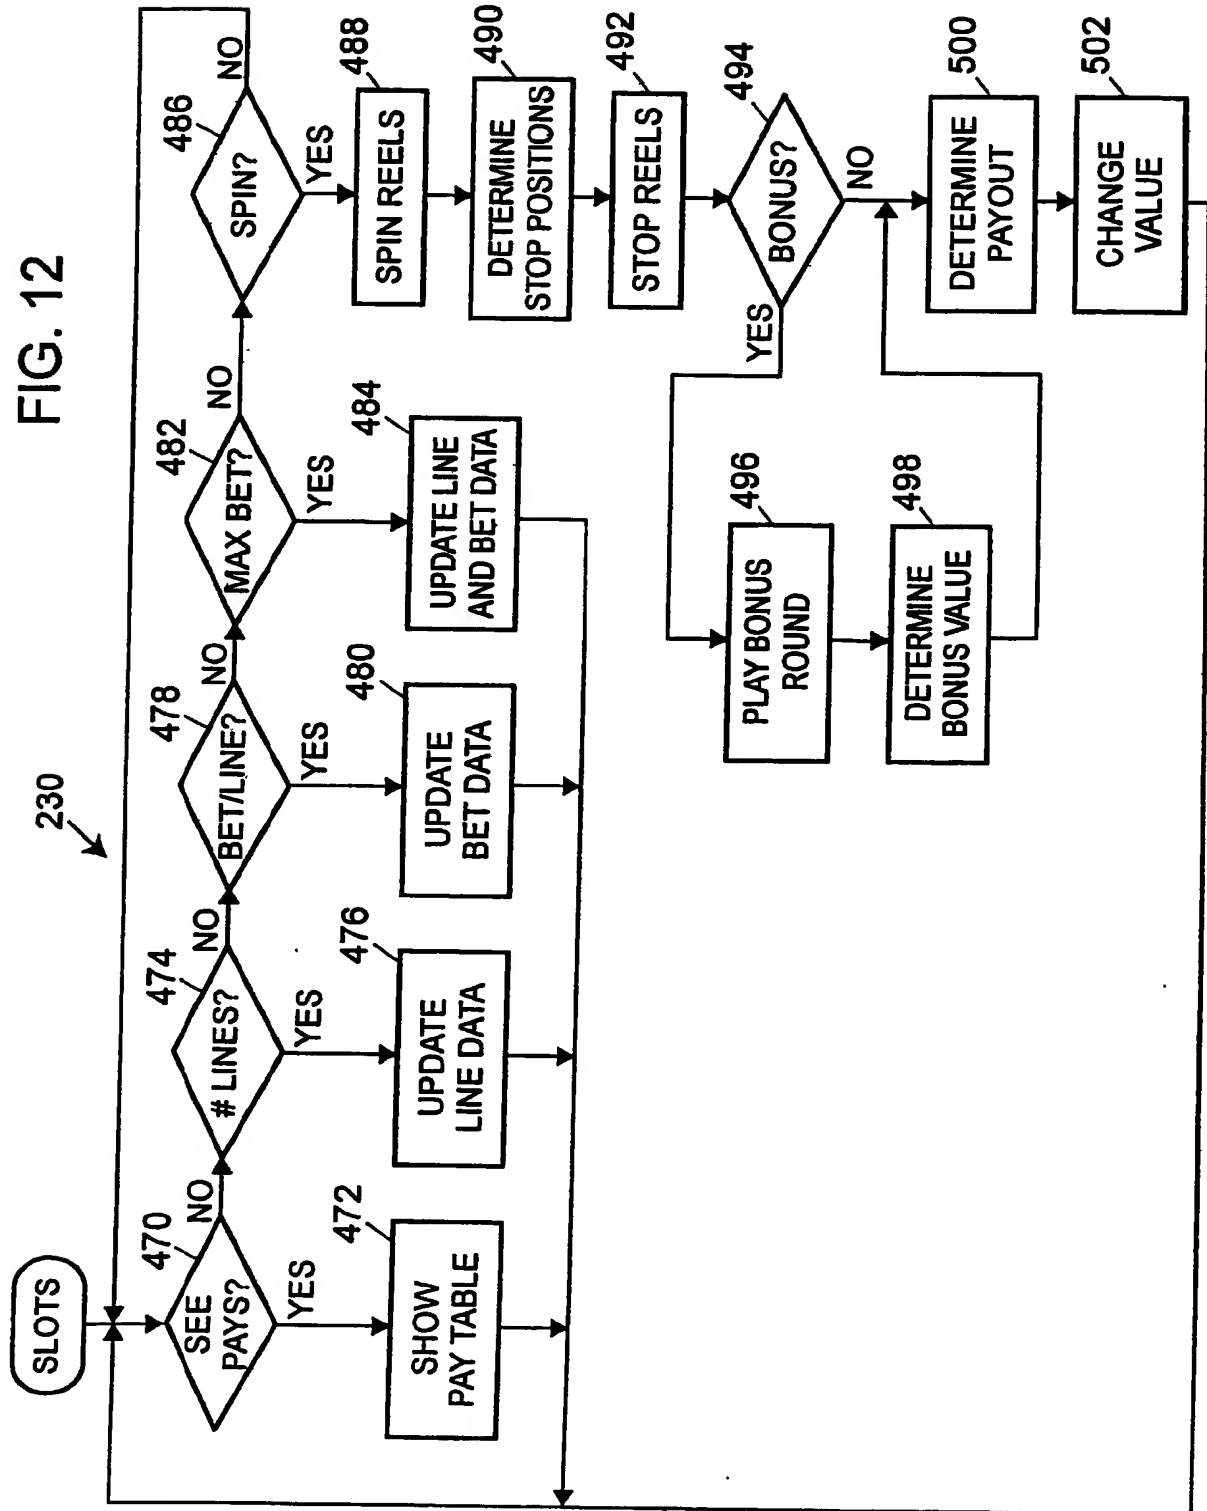 FIG. 12
230
SLOTS
470
SEE
PAYS?
NO
YES
472
SHOW
PAY TABLE
474
# LINES?
NO
YES
476
UPDATE
LINE DATA
478
BET/LINE?
NO
YES
480
UPDATE
BET DATA
482
MAX BET?
NO
YES
484
UPDATE LINE
AND BET DATA
486
SPIN?
NO
YES
488
SPIN REELS
490
DETERMINE
STOP POSITIONS
492
STOP REELS
494
BONUS?
YES
NO
496
PLAY BONUS
ROUND
498
DETERMINE
BONUS VALUE
500
DETERMINE
PAYOUT
502
CHANGE
VALUE